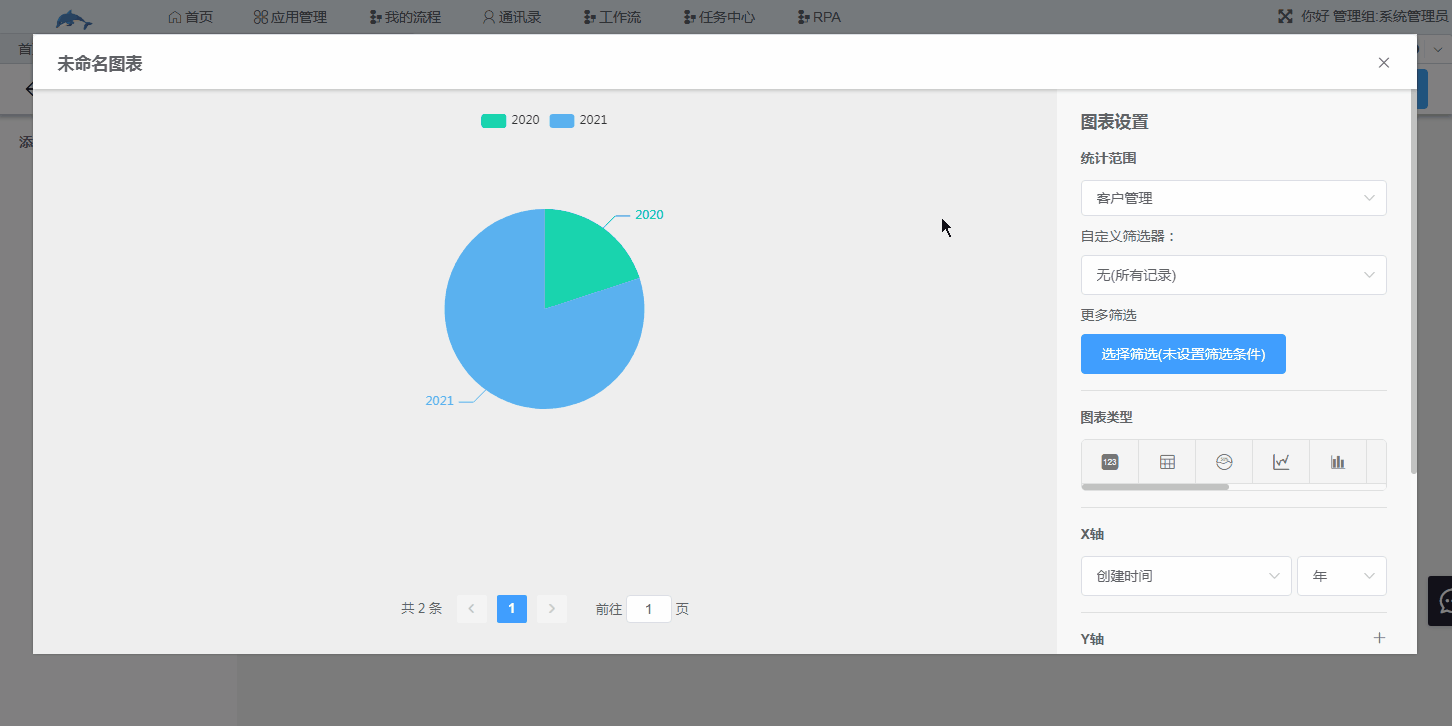 首页 应用管理 我的流程 通讯录 工作流 任务中心 RPA 你好 管理组:系统管理员
首
未命名图表
添
2020 2021
2020
2021
共 2 条 1 前往 1 页
图表设置
统计范围
客户管理
自定义筛选器：
无(所有记录)
更多筛选
选择筛选(未设置筛选条件)
图表类型
123
X轴
创建时间 年
Y轴